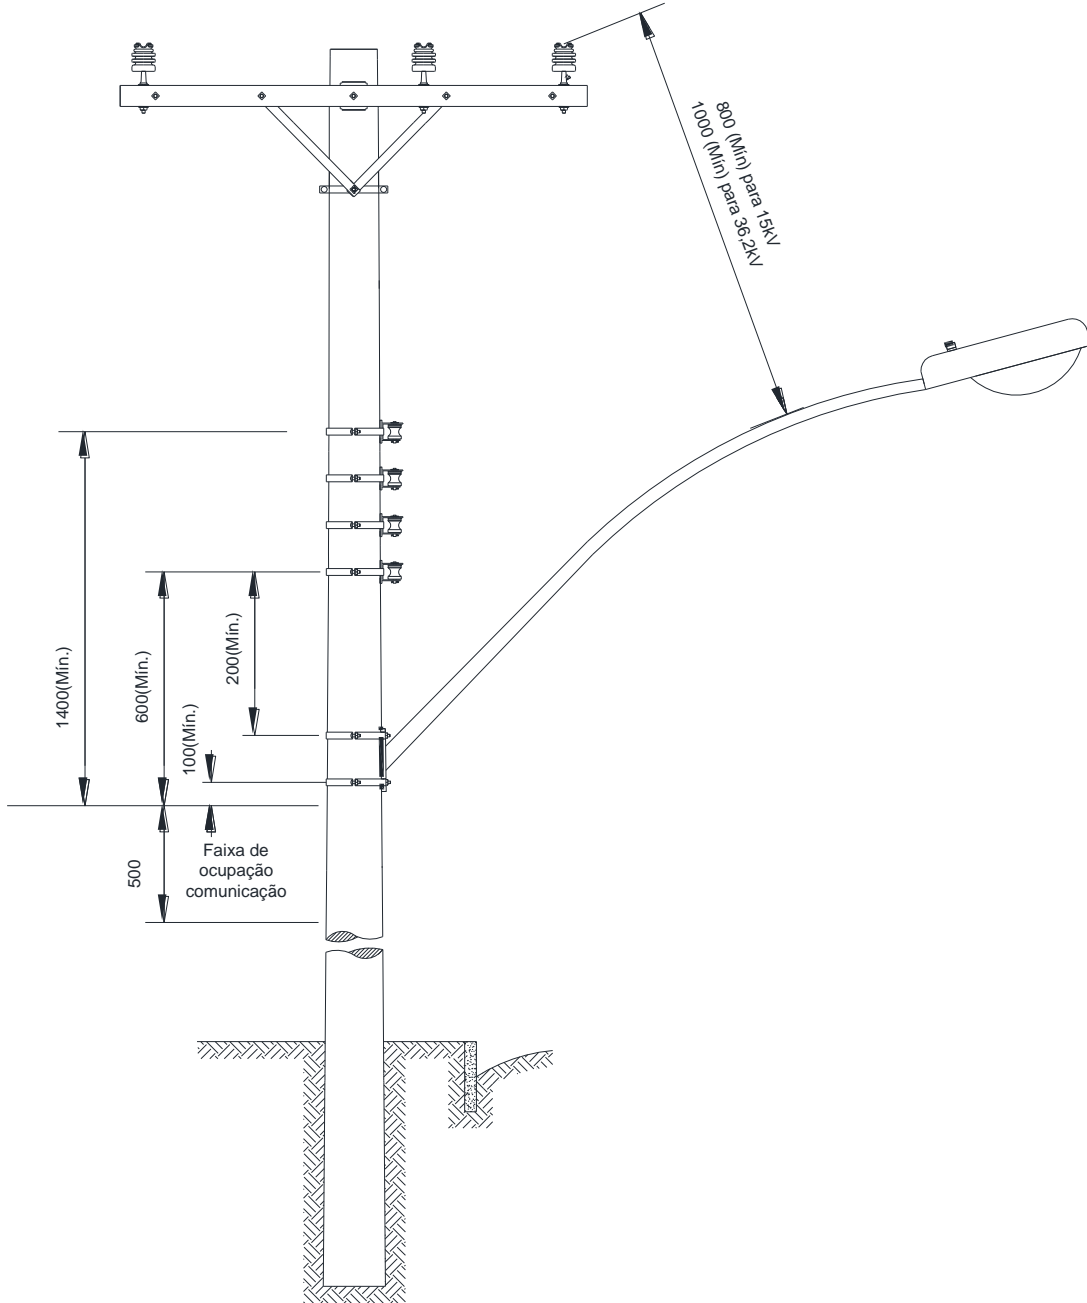 800 (Mín) para 15kV
1000 (Mín) para 36,2kV
1400(Mín.)
600(Mín.)
200(Mín.)
100(Mín.)
500
Faixa de
ocupação
comunicação